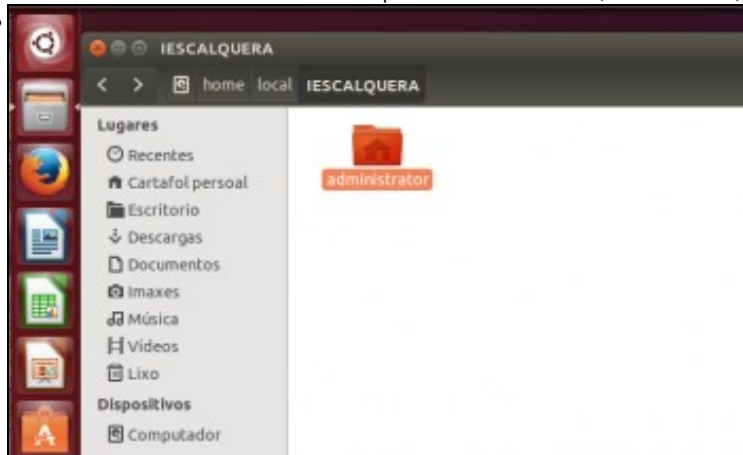 IESCALQUERA
home local IESCALQUERA
Lugares
Recentes
Cartafol persoal
Escritorio
Descargas
Documentos
Imaxes
Música
Vídeos
Lixo
Dispositivos
Computador
administrator